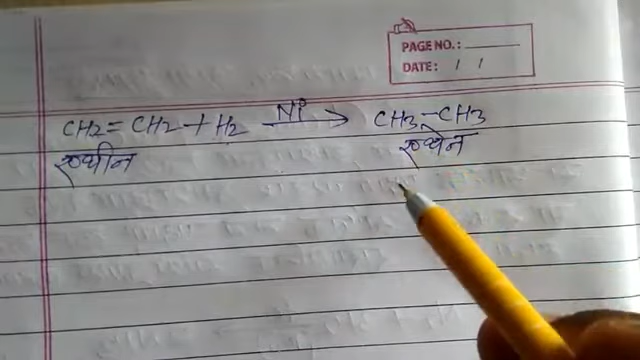 PAGE NO.:
DATE: / /
CH2 = CH2 + H2 Ni → CH3 - CH3
एथीन एथेन